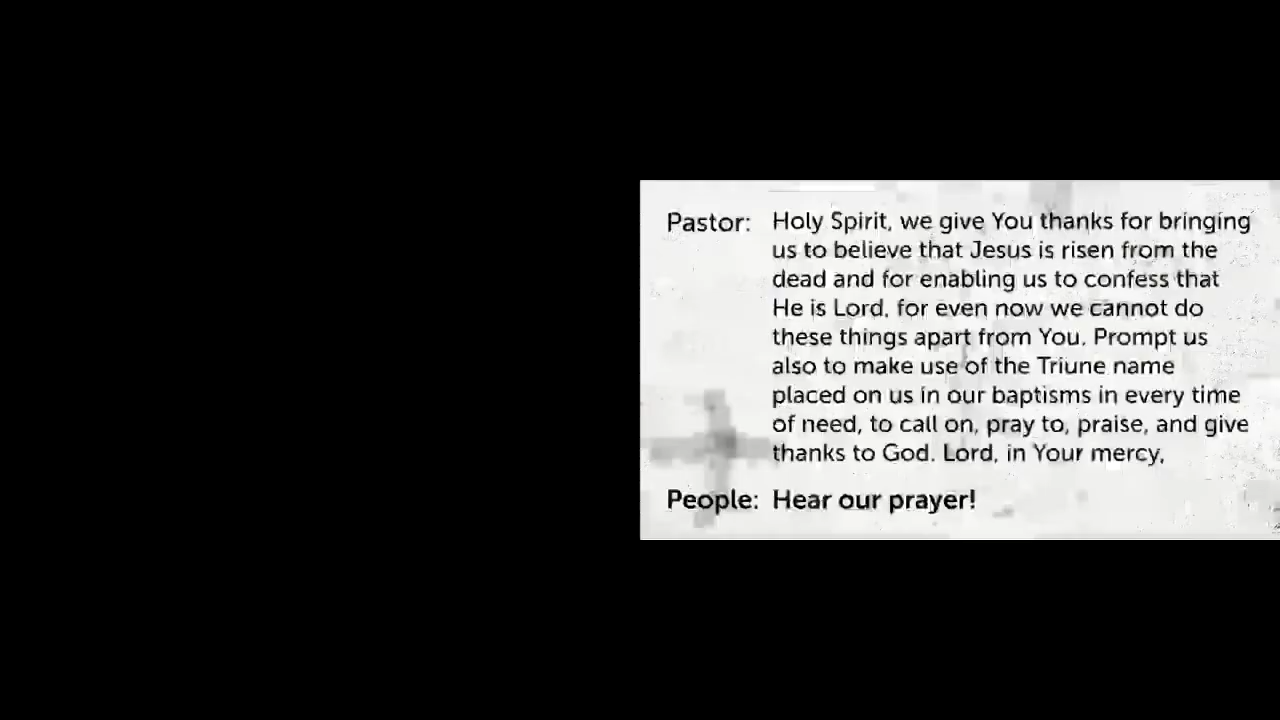 Pastor: Holy Spirit, we give You thanks for bringing
us to believe that Jesus is risen from the
dead and for enabling us to confess that
He is Lord, for even now we cannot do
these things apart from You. Prompt us
also to make use of the Triune name
placed on us in our baptisms in every time
of need, to call on, pray to, praise, and give
thanks to God. Lord, in Your mercy,
People: Hear our prayer!